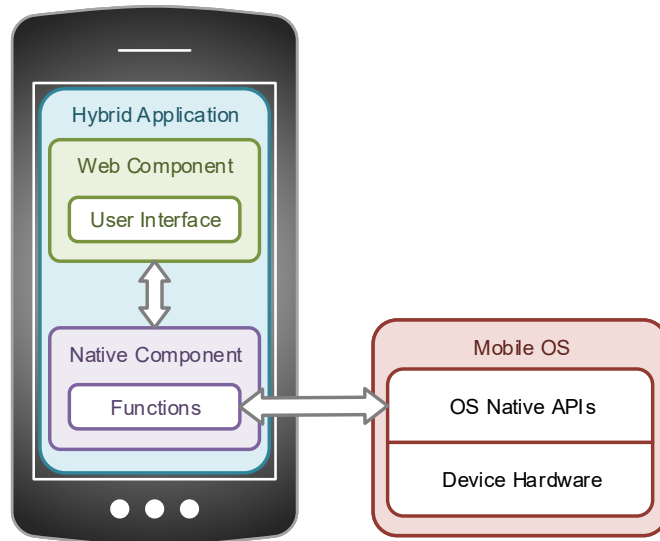 Hybrid Application
Web Component
User Interface
Native Component
Functions
Mobile OS
OS Native APIs
Device Hardware